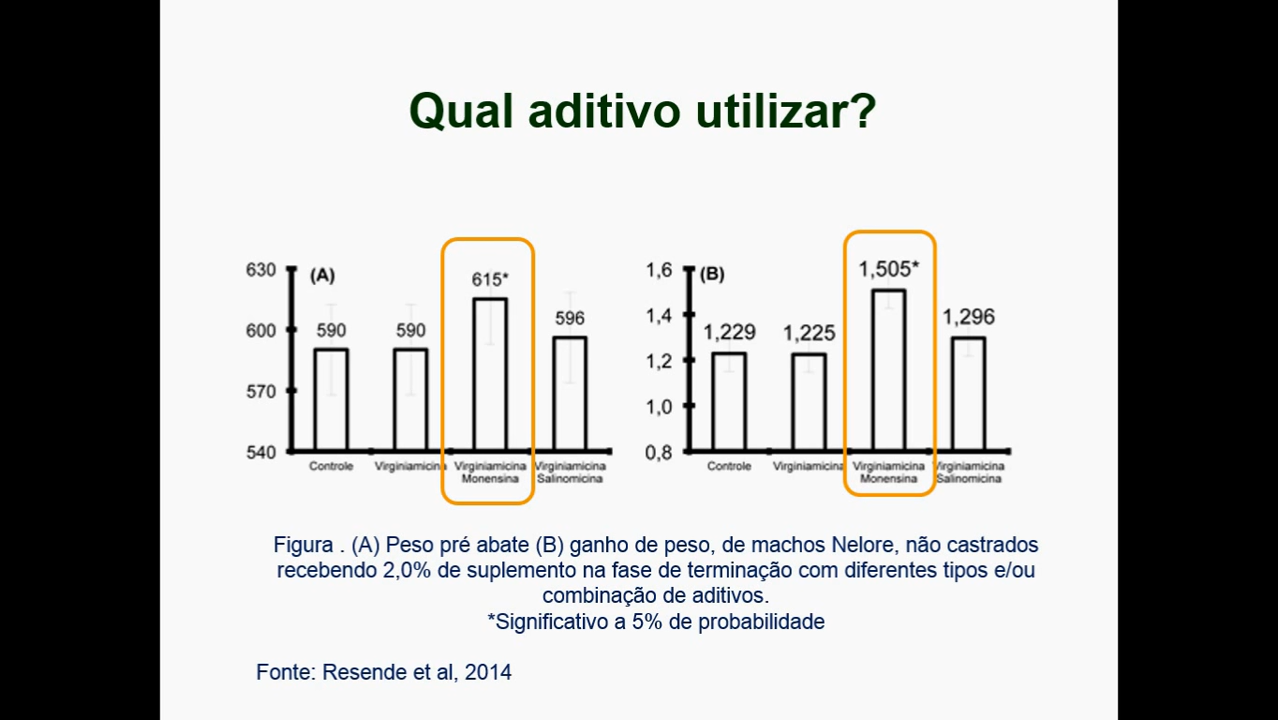 Qual aditivo utilizar?
630
600
570
540
(A)
590
590
615*
596
Controle
Virginiamicina
Virginiamicina
Monensina
Virginiamicina
Salinomicina
1,6
1,4
1,2
1,0
0,8
(B)
1,229
1,225
1,505*
1,296
Controle
Virginiamicina
Virginiamicina
Monensina
Virginiamicina
Salinomicina
Figura . (A) Peso pré abate (B) ganho de peso, de machos Nelore, não castrados
recebendo 2,0% de suplemento na fase de terminação com diferentes tipos e/ou
combinação de aditivos.
*Significativo a 5% de probabilidade
Fonte: Resende et al, 2014